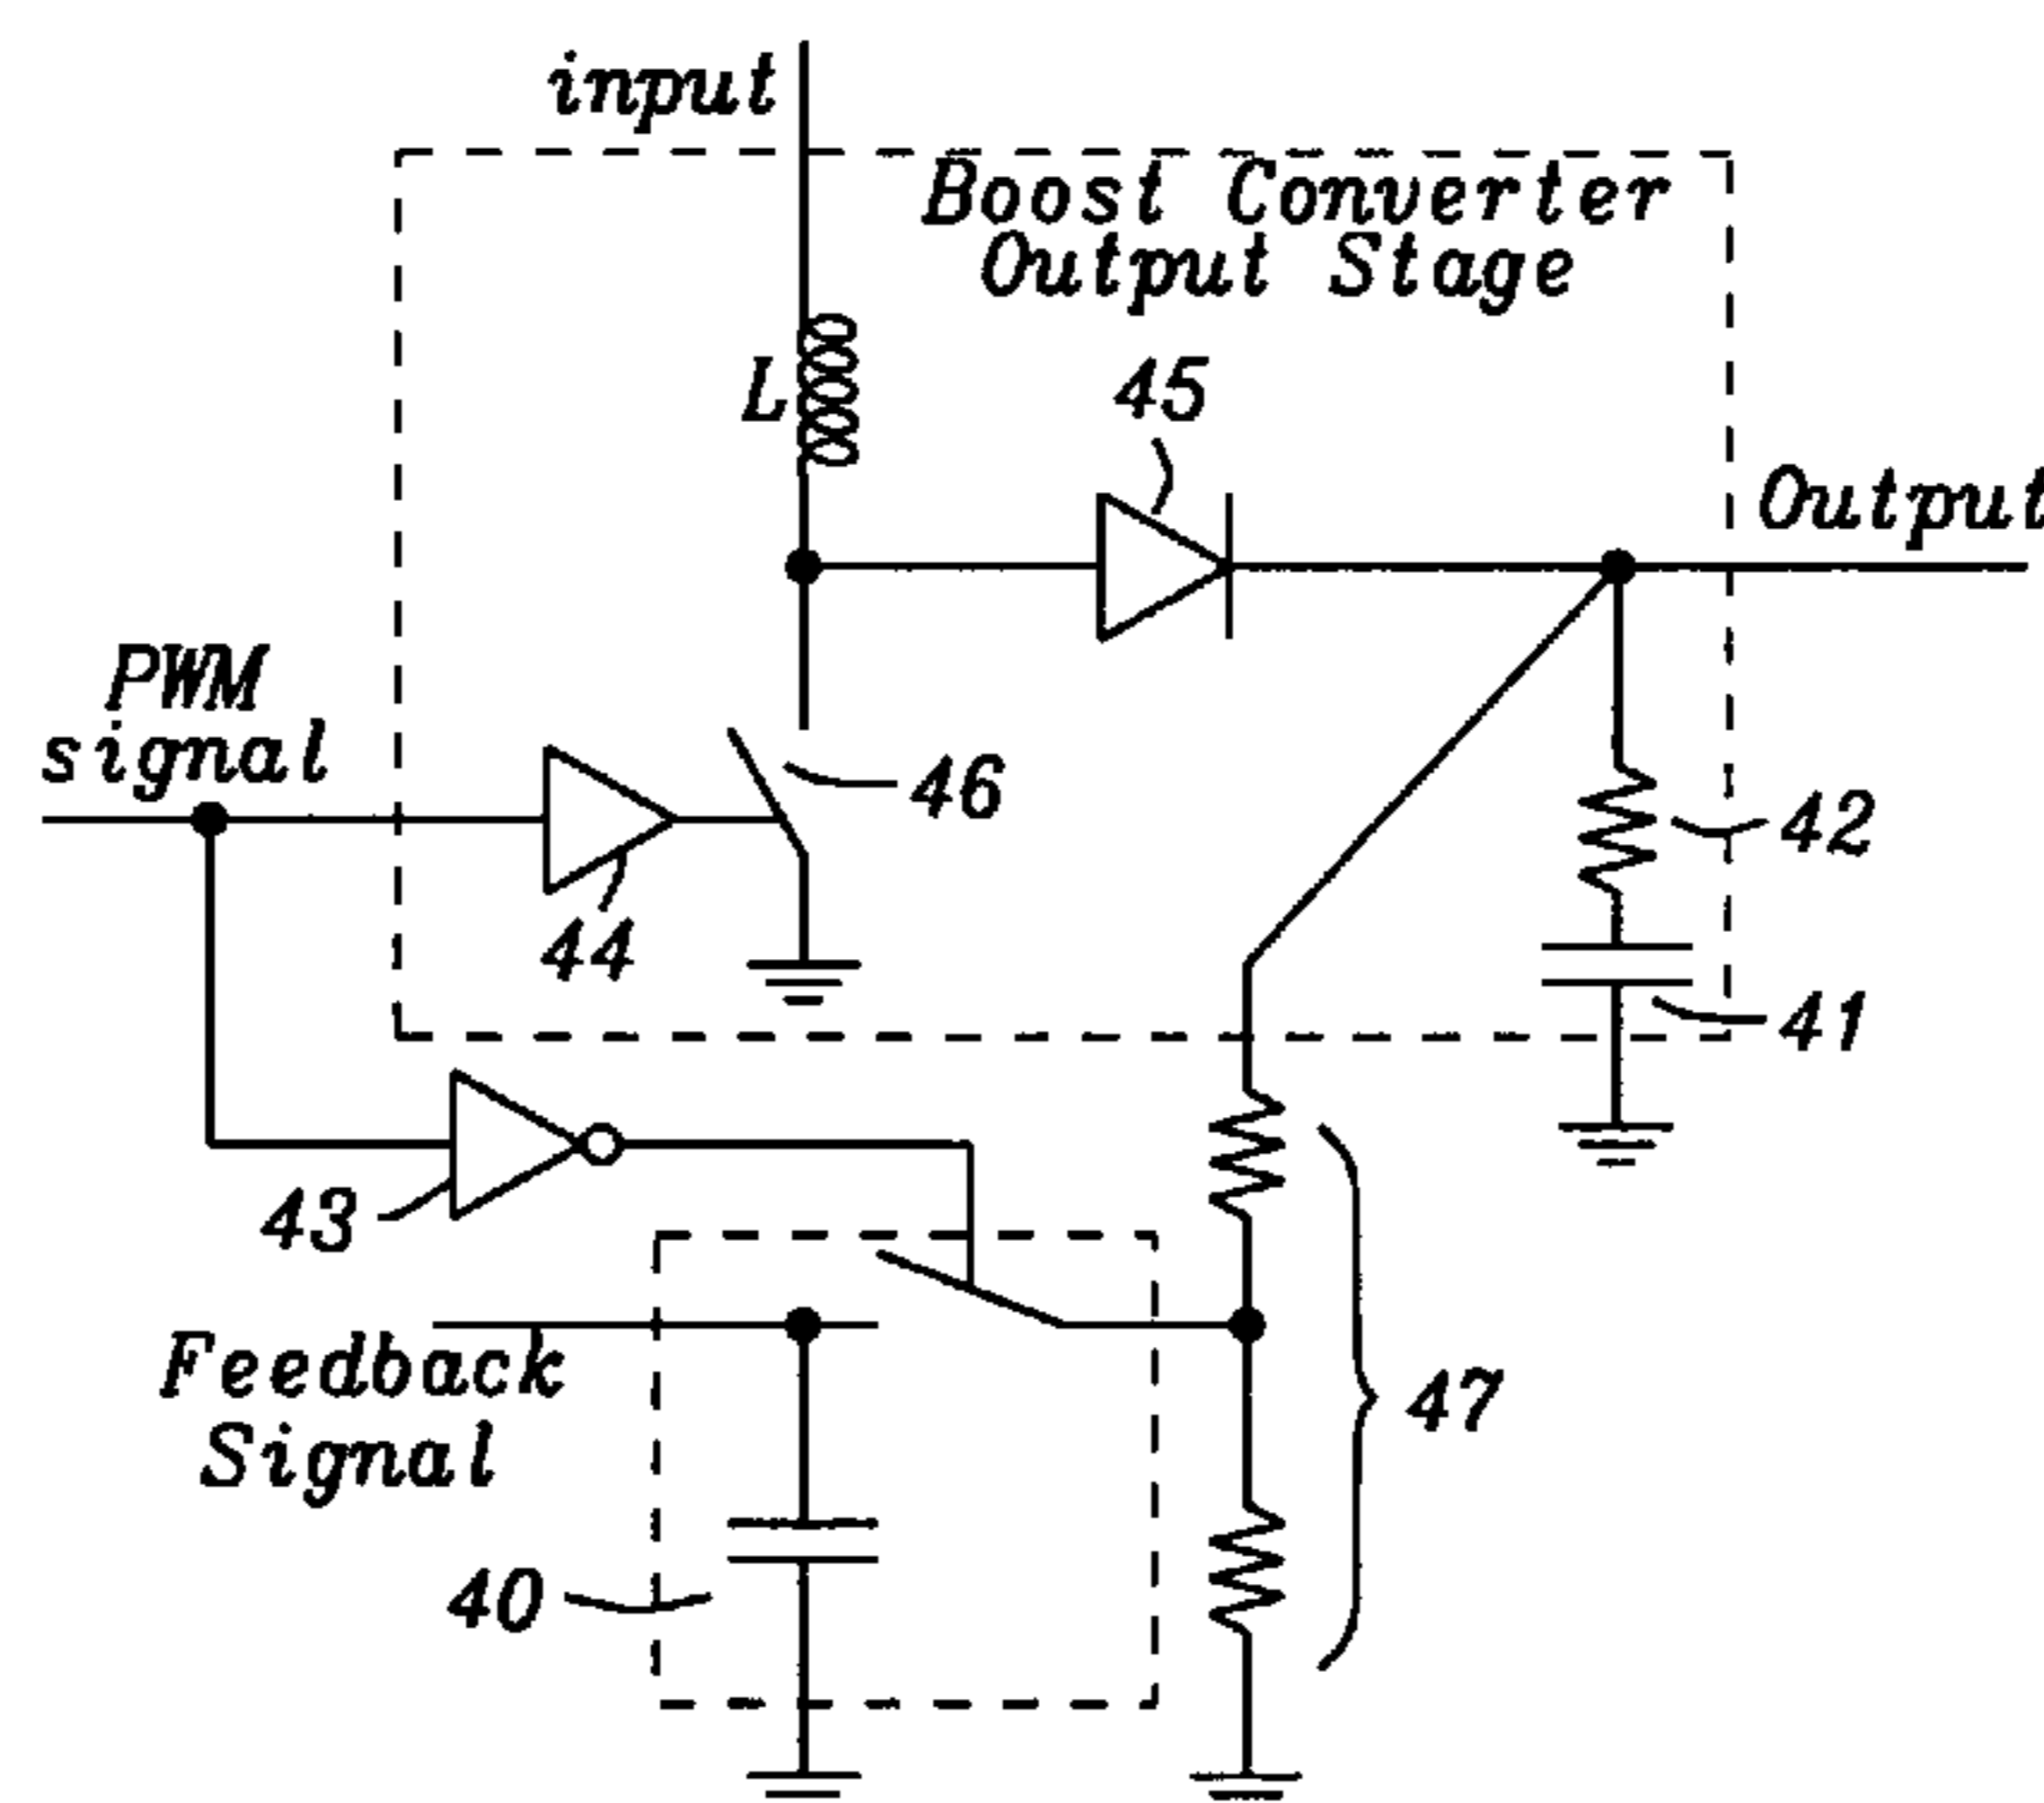 input
Boost Converter
Output Stage
L
45
Output
PWM
signal
46
42
44
41
43
Feedback
Signal
47
40